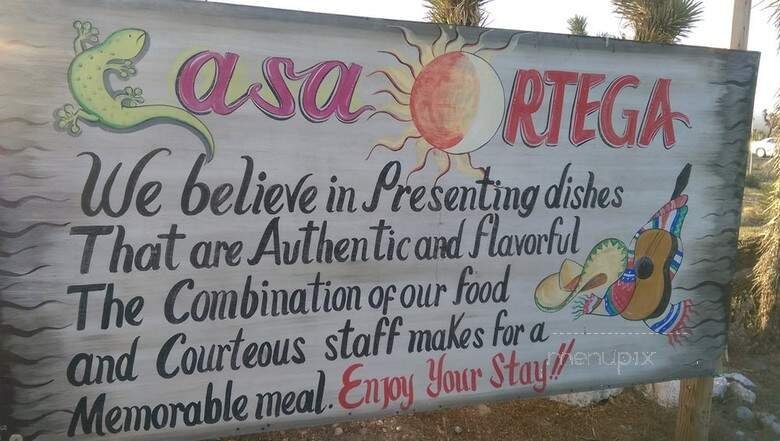 Casa ORTEGA
We believe in Presenting dishes
That are Authentic and flavorful
The Combination of our food
and Courteous staff makes for a
Memorable meal. Enjoy Your Stay!!
menupix